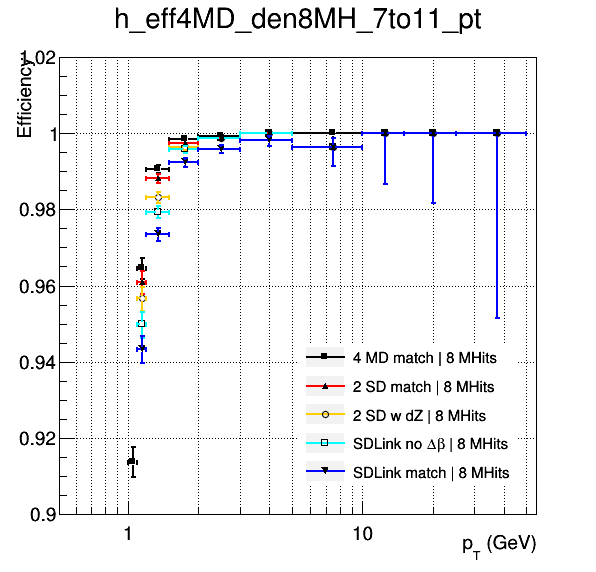 h_eff4MD_den8MH_7to11_pt
Efficiency
1.02
1
0.98
0.96
0.94
0.92
0.9
4 MD match | 8 MHits
2 SD match | 8 MHits
2 SD w dZ | 8 MHits
SDLink no Δβ | 8 MHits
SDLink match | 8 MHits
1 10
p_T (GeV)